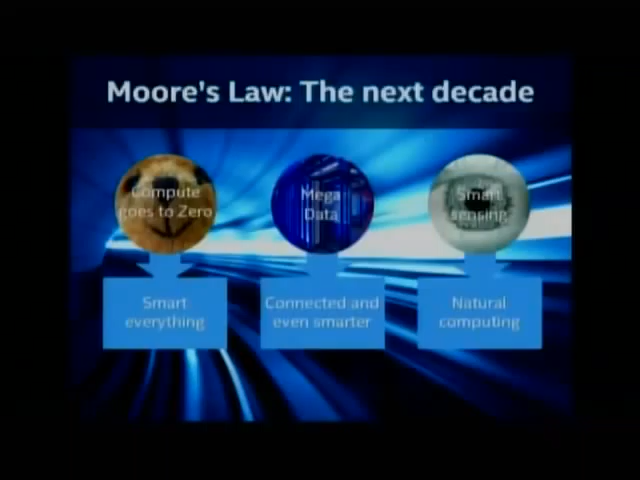 Moore's Law: The next decade
Compute
goes to Zero
Mega
Data
Smart
sensing
Smart
everything
Connected and
even smarter
Natural
computing